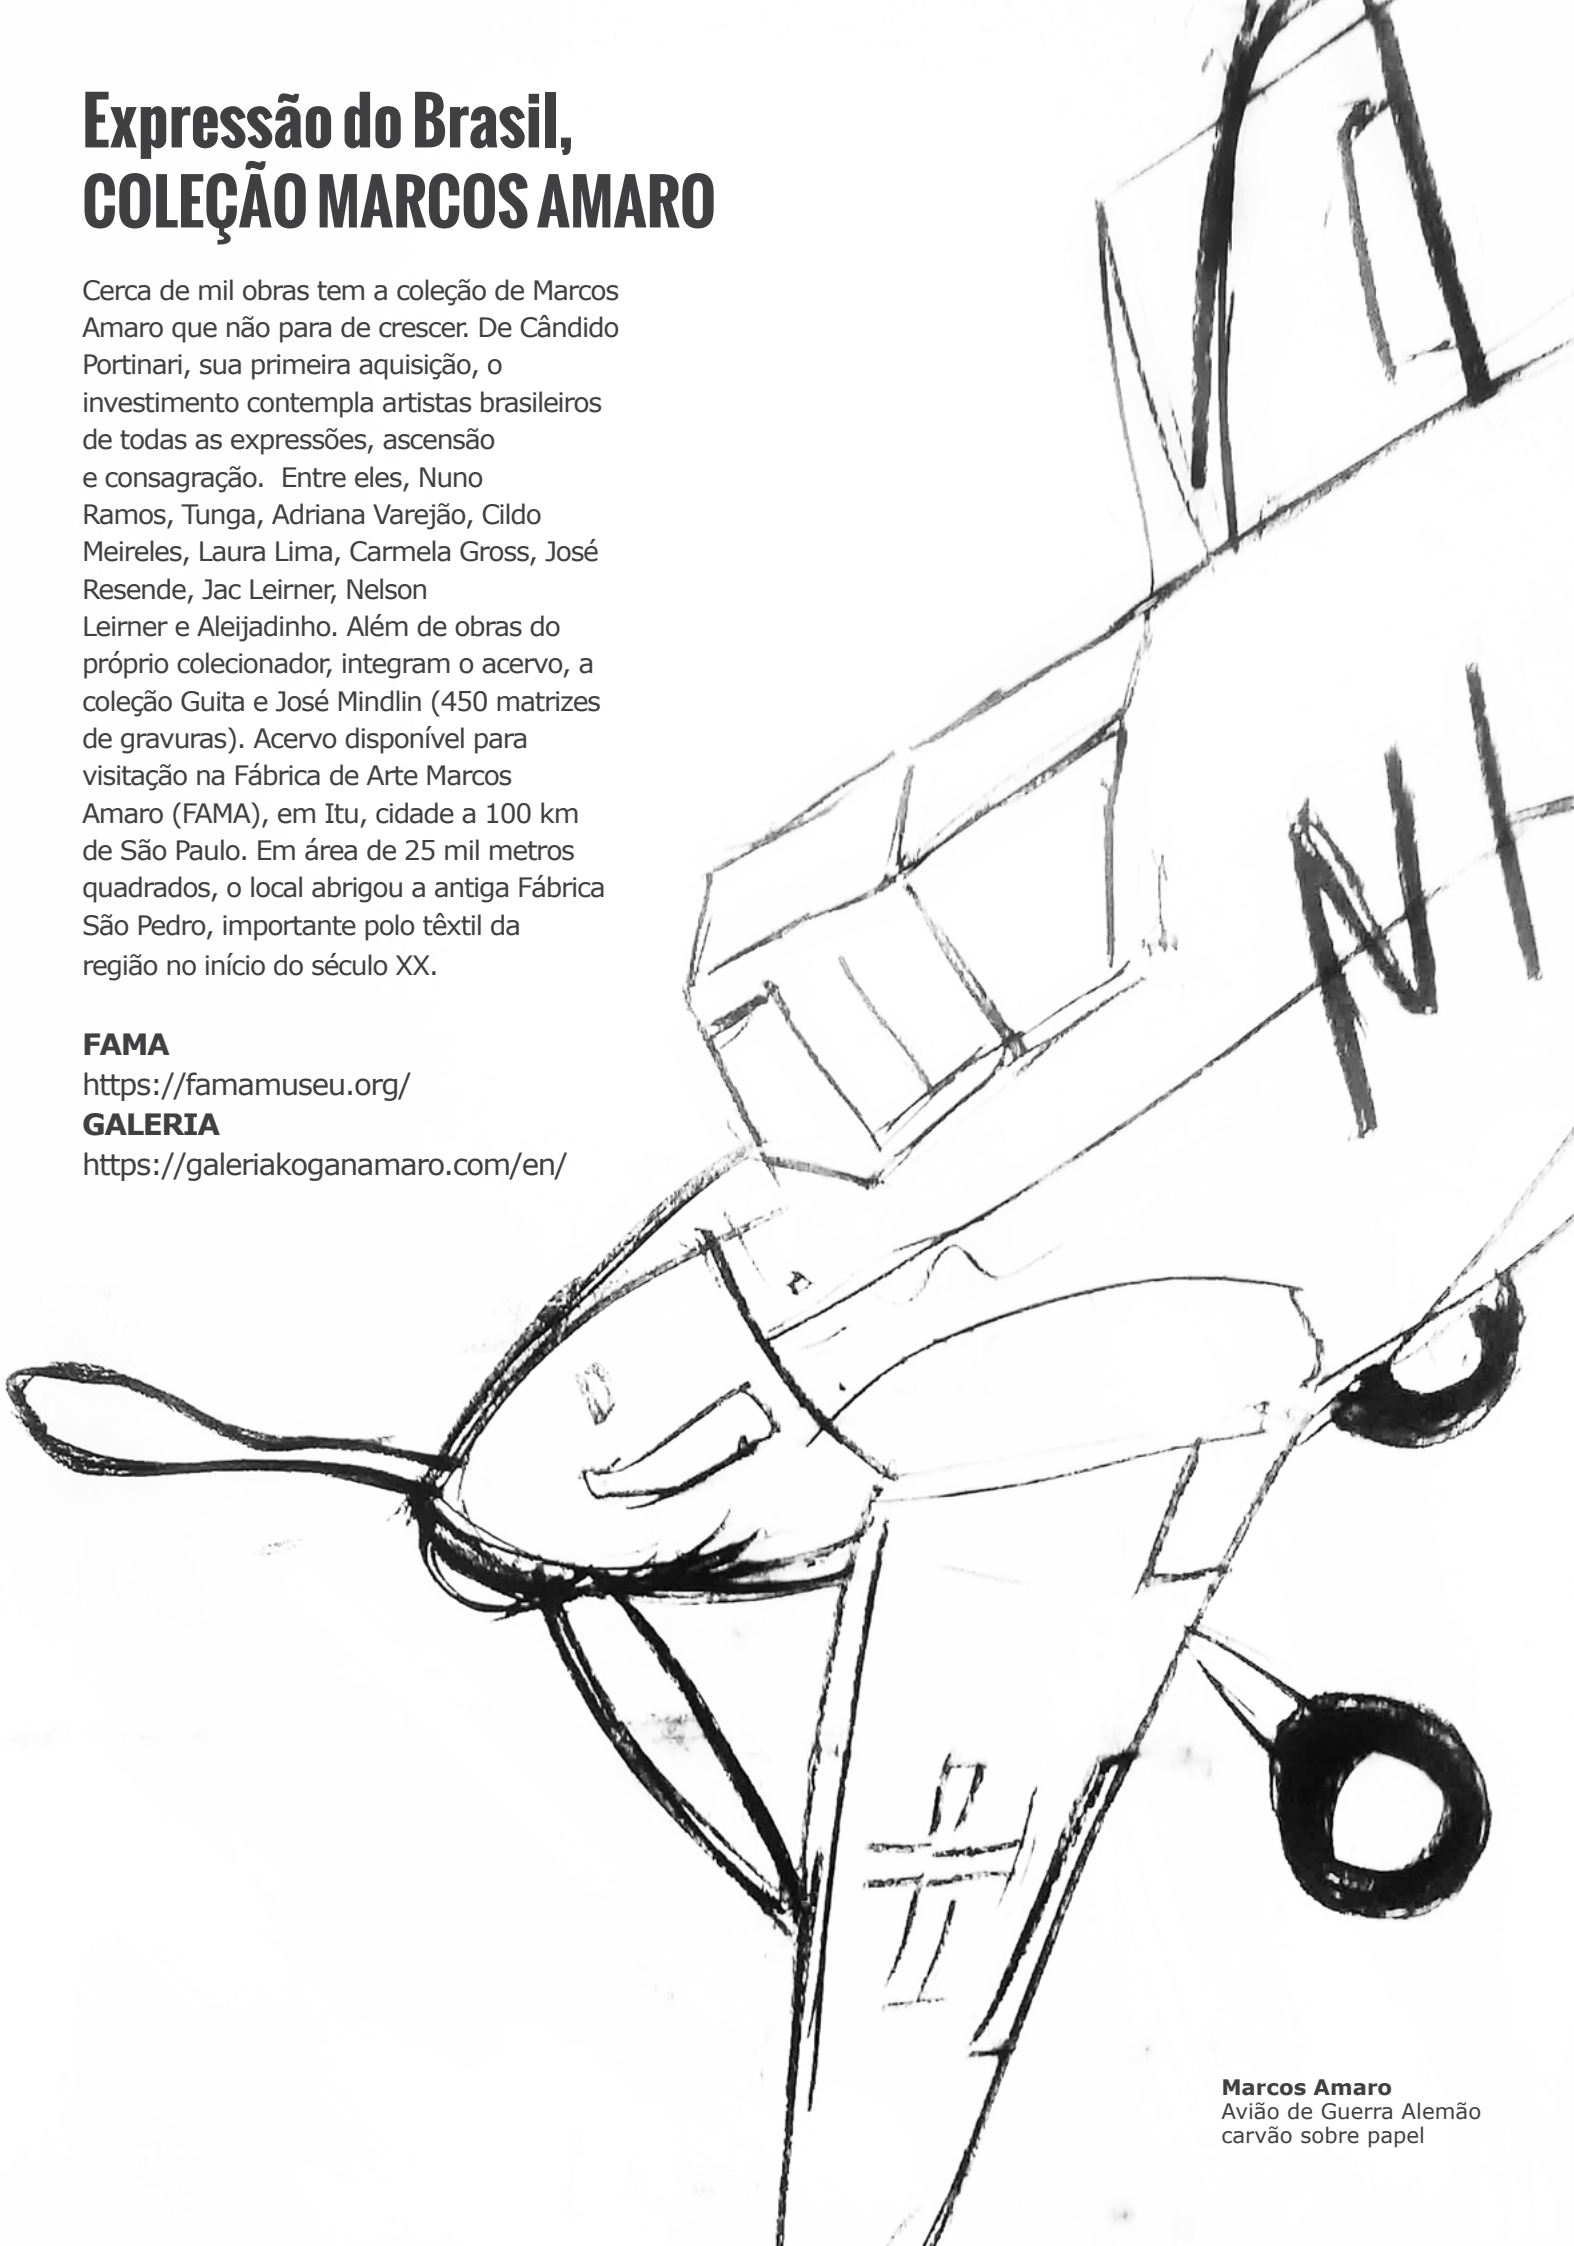 Expressão do Brasil,
COLEÇÃO MARCOS AMARO
Cerca de mil obras tem a coleção de Marcos
Amaro que não para de crescer. De Cândido
Portinari, sua primeira aquisição, o
investimento contempla artistas brasileiros
de todas as expressões, ascensão
e consagração.  Entre eles, Nuno
Ramos, Tunga, Adriana Varejão, Cildo
Meireles, Laura Lima, Carmela Gross, José
Resende, Jac Leirner, Nelson
Leirner e Aleijadinho. Além de obras do
próprio colecionador, integram o acervo, a
coleção Guita e José Mindlin (450 matrizes
de gravuras). Acervo disponível para
visitação na Fábrica de Arte Marcos
Amaro (FAMA), em Itu, cidade a 100 km
de São Paulo. Em área de 25 mil metros
quadrados, o local abrigou a antiga Fábrica
São Pedro, importante polo têxtil da
região no início do século XX.
FAMA
https://famamuseu.org/
GALERIA
https://galeriakoganamaro.com/en/
NI
Marcos Amaro
Avião de Guerra Alemão
carvão sobre papel